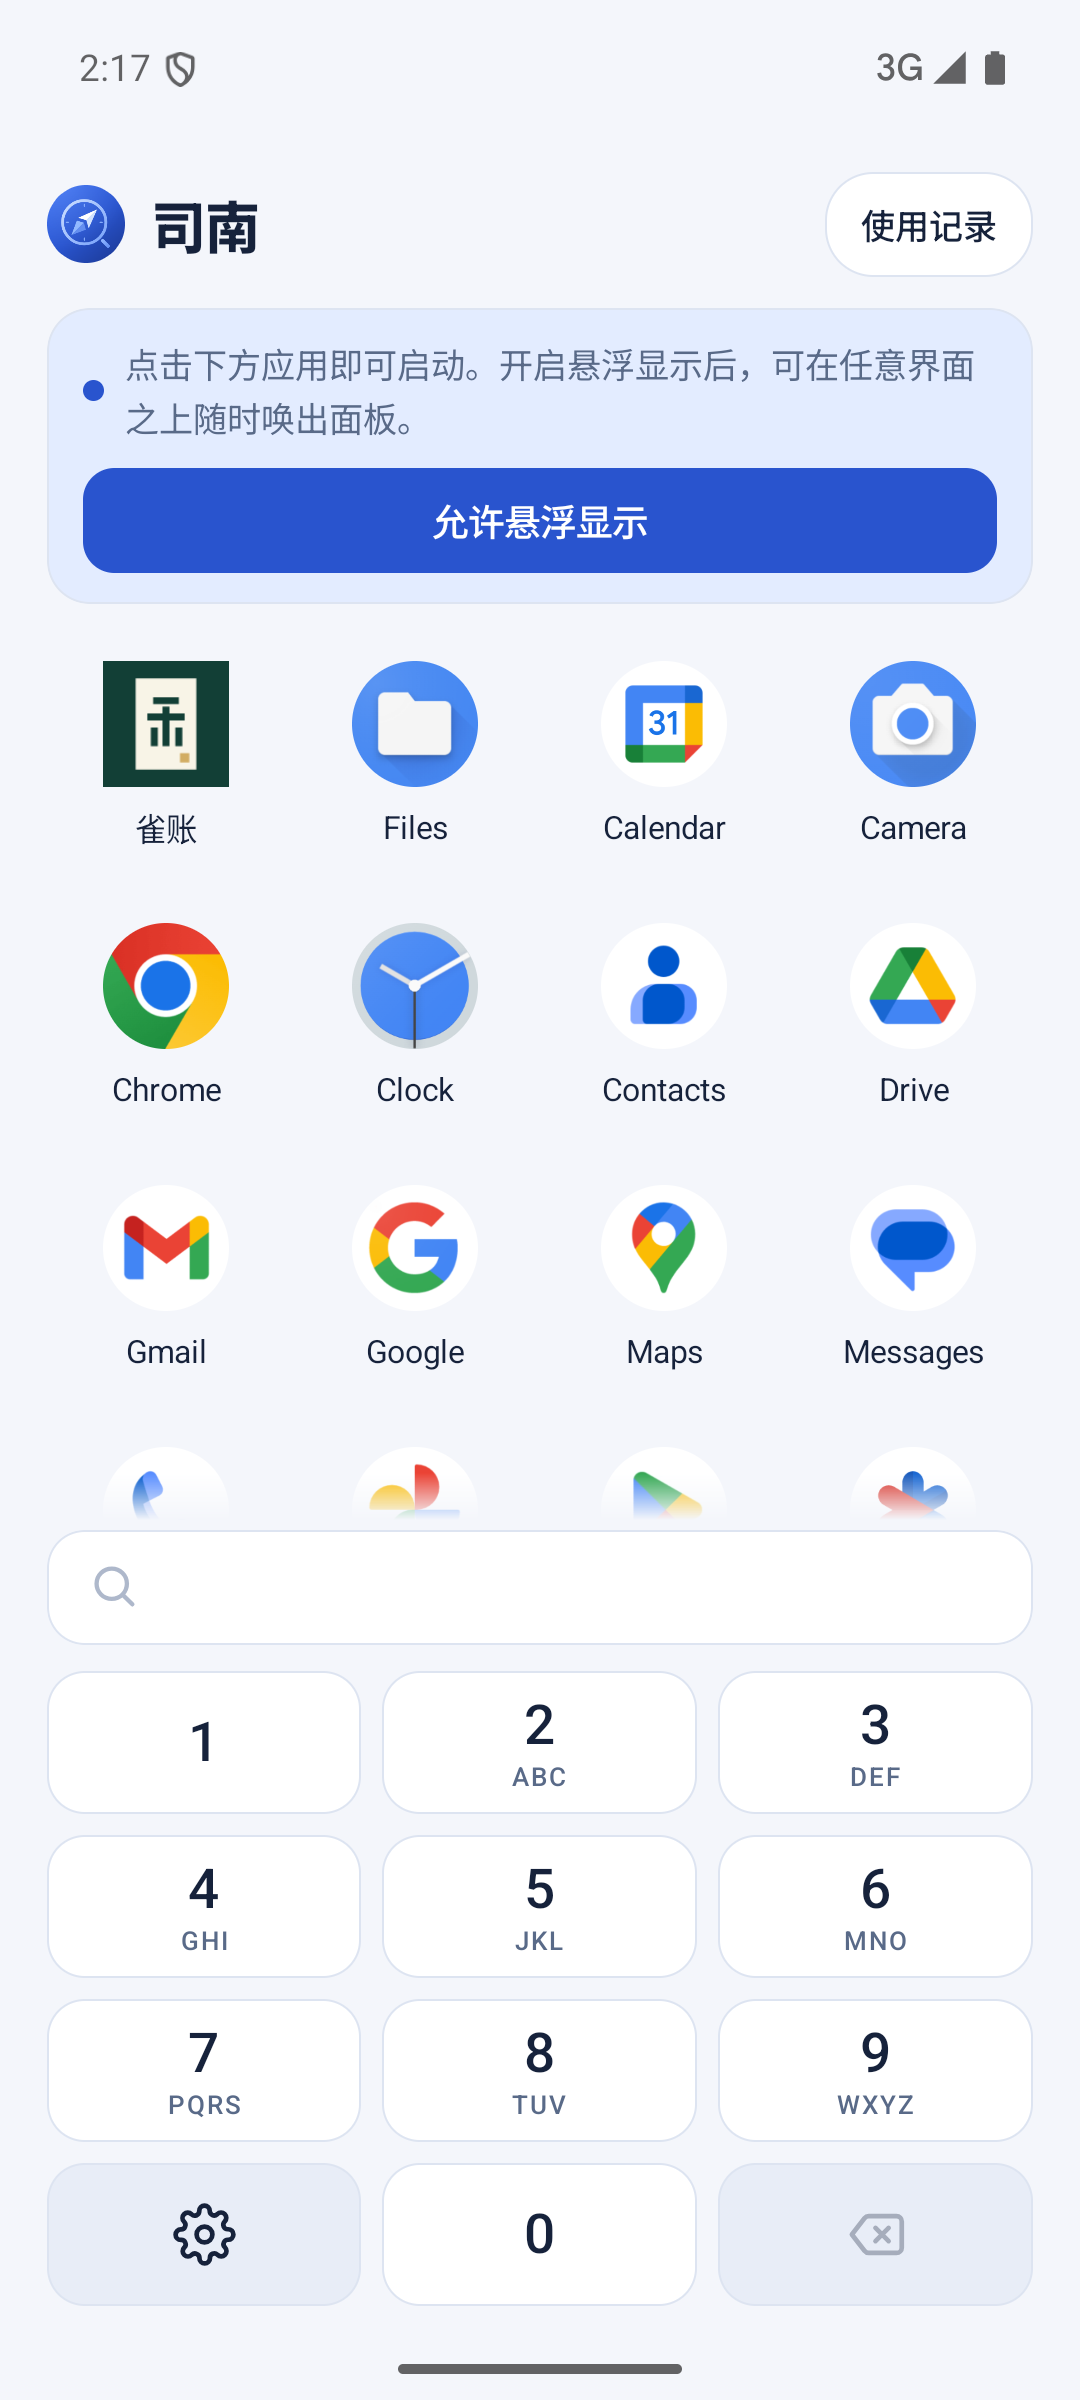 2:17
3G
司南
使用记录
点击下方应用即可启动。开启悬浮显示后，可在任意界面
之上随时唤出面板。
允许悬浮显示
31
雀账
Files
Calendar
Camera
Chrome
Clock
Contacts
Drive
Gmail
Google
Maps
Messages
1
2
ABC
3
DEF
4
GHI
5
JKL
6
MNO
7
PQRS
8
TUV
9
WXYZ
0